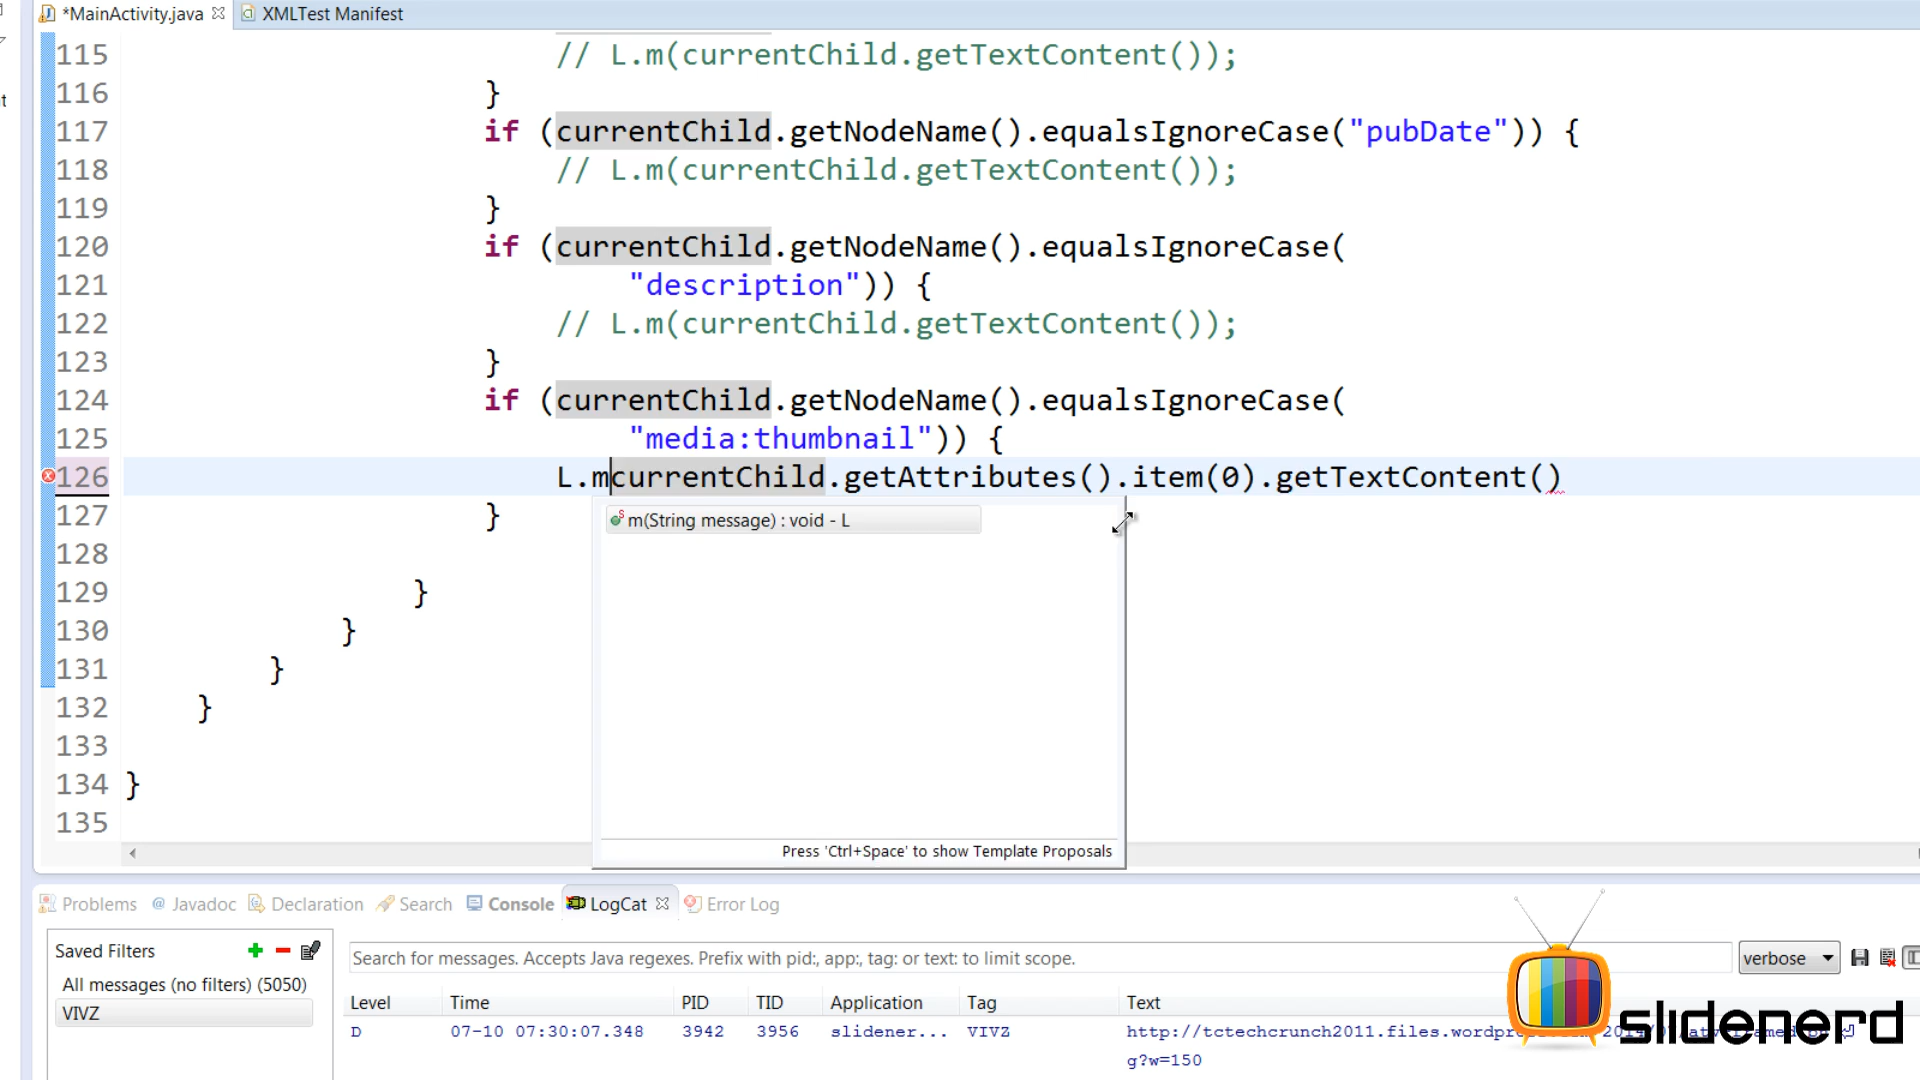 *MainActivity.java XMLTest Manifest
115 // L.m(currentChild.getTextContent());
116 }
117 if (currentChild.getNodeName().equalsIgnoreCase("pubDate")) {
118 // L.m(currentChild.getTextContent());
119 }
120 if (currentChild.getNodeName().equalsIgnoreCase(
121 "description")) {
122 // L.m(currentChild.getTextContent());
123 }
124 if (currentChild.getNodeName().equalsIgnoreCase(
125 "media:thumbnail")) {
126 L.mcurrentChild.getAttributes().item(0).getTextContent()
127 }
m(String message) : void - L
128
129 }
130 }
131 }
132 }
133
134 }
135
Press 'Ctrl+Space' to show Template Proposals
Problems @ Javadoc Declaration Search Console LogCat Error Log
Saved Filters
Search for messages. Accepts Java regexes. Prefix with pid:, app:, tag: or text: to limit scope.
verbose
All messages (no filters) (5050)
VIVZ
Level Time PID TID Application Tag Text
D 07-10 07:30:07.348 3942 3956 slidener... VIVZ http://tctechcrunch2011.files.wordpr
g?w=150
slidenerd